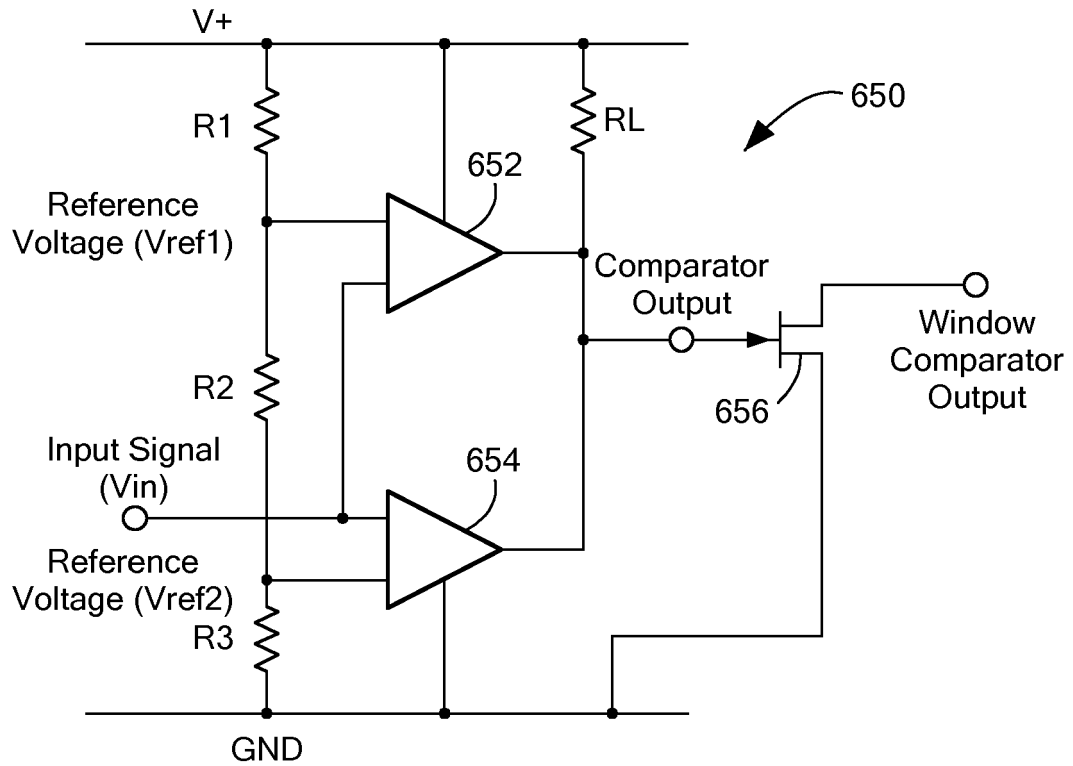 V+
R1
RL
650
652
Reference
Voltage (Vref1)
Comparator
Output
Window
Comparator
Output
R2
656
Input Signal
(Vin)
654
Reference
Voltage (Vref2)
R3
GND